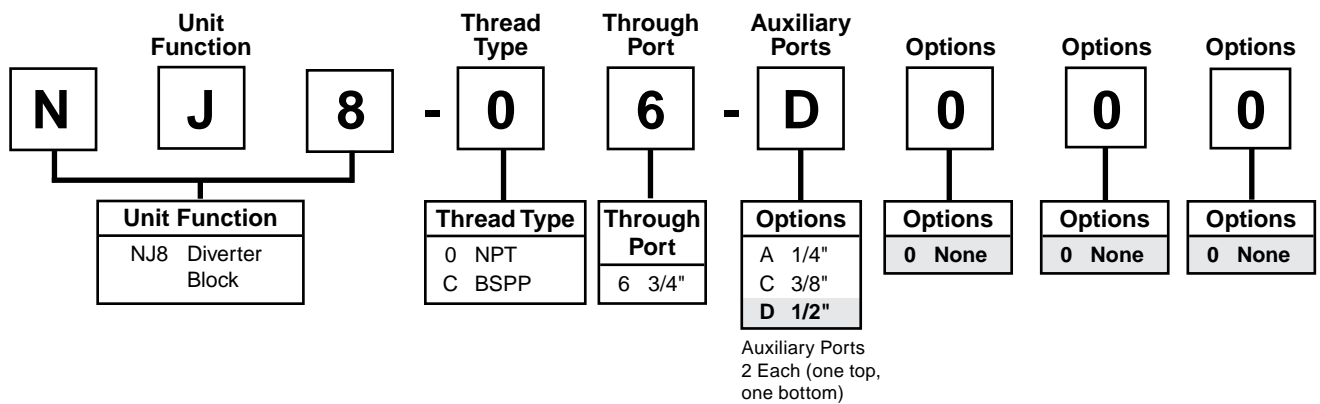 Unit
Function
Thread
Type
Through
Port
Auxiliary
Ports
Options
Options
Options
N J 8 - 0 6 - D 0 0 0
Unit Function
NJ8 Diverter
Block
Thread Type
0 NPT
C BSPP
Through
Port
6 3/4"
Options
A 1/4"
C 3/8"
D 1/2"
Auxiliary Ports
2 Each (one top,
one bottom)
Options
0 None
Options
0 None
Options
0 None